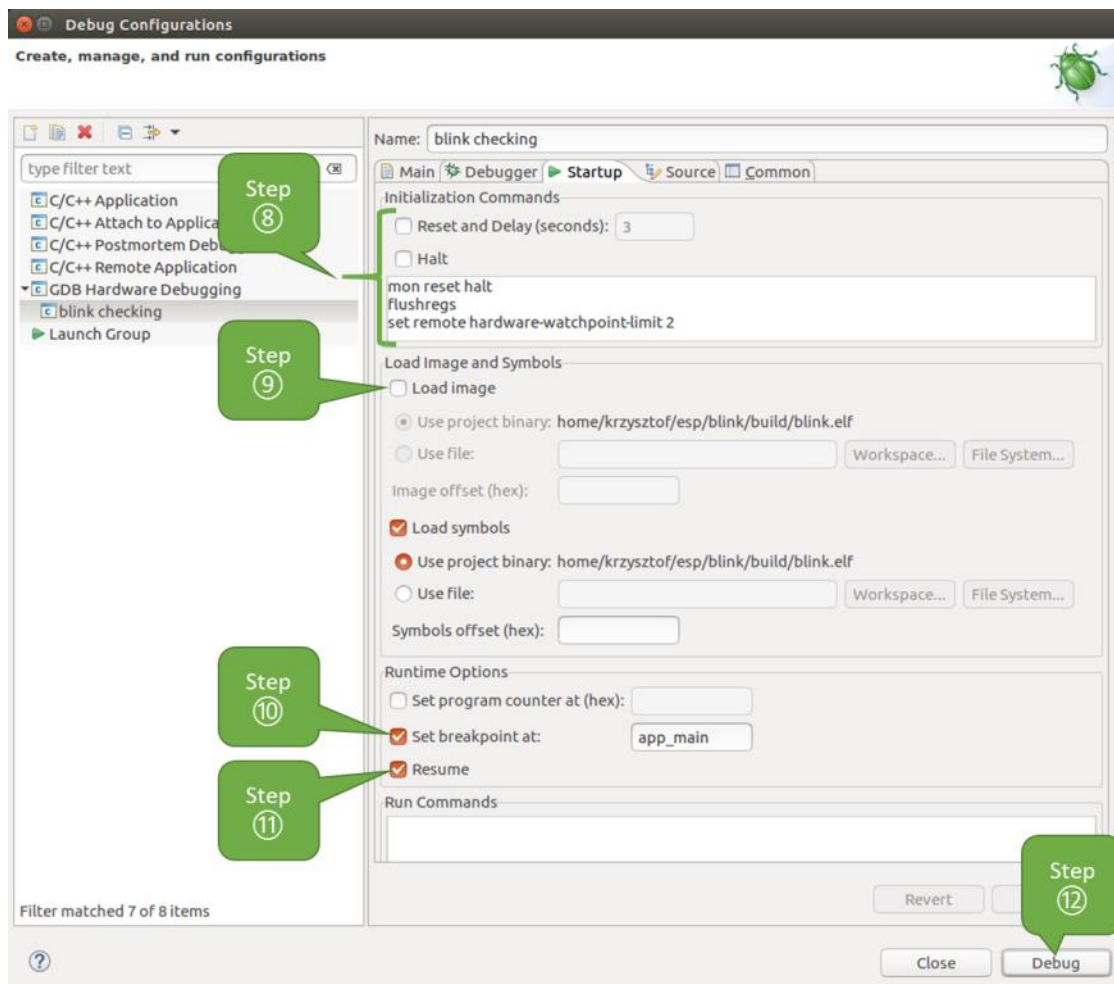 Debug Configurations
Create, manage, and run configurations
type filter text
C/C++ Application
C/C++ Attach to Applica
C/C++ Postmortem Debug
C/C++ Remote Application
GDB Hardware Debugging
blink checking
Launch Group
Filter matched 7 of 8 items
Name: blink checking
Main Debugger Startup Source Common
Initialization Commands
Step
⑧
Reset and Delay (seconds): 3
Halt
mon reset halt
flushregs
set remote hardware-watchpoint-limit 2
Load Image and Symbols
Step
⑨
Load image
Use project binary: home/krzysztof/esp/blink/build/blink.elf
Use file: Workspace... File System...
Image offset (hex):
Load symbols
Use project binary: home/krzysztof/esp/blink/build/blink.elf
Use file: Workspace... File System...
Symbols offset (hex):
Runtime Options
Set program counter at (hex):
Step
⑩
Set breakpoint at: app_main
Step
⑪
Resume
Run Commands
Step
⑫
Revert
Close Debug